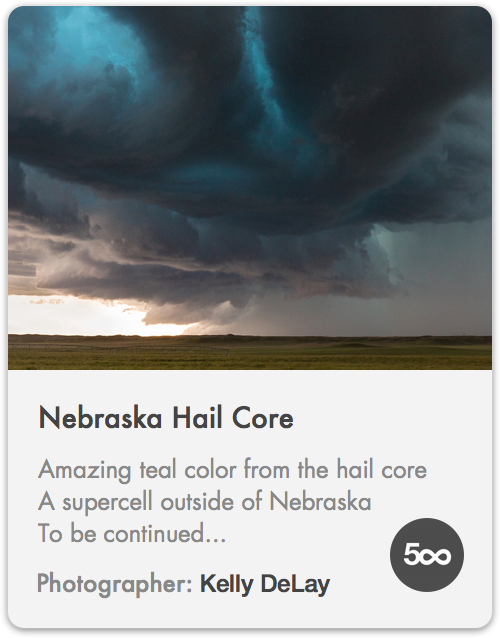 Nebraska Hail Core
Amazing teal color from the hail core
A supercell outside of Nebraska
To be continued...
Photographer: Kelly DeLay
500